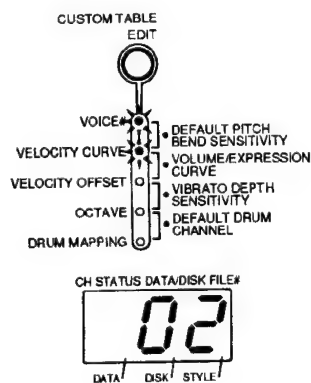 CUSTOM TABLE
EDIT
VOICE#
• DEFAULT PITCH
BEND SENSITIVITY
VELOCITY CURVE
• VOLUME/EXPRESSION
CURVE
VELOCITY OFFSET
• VIBRATO DEPTH
SENSITIVITY
OCTAVE
• DEFAULT DRUM
CHANNEL
DRUM MAPPING
CH STATUS DATA/DISK FILE#
02
DATA DISK STYLE